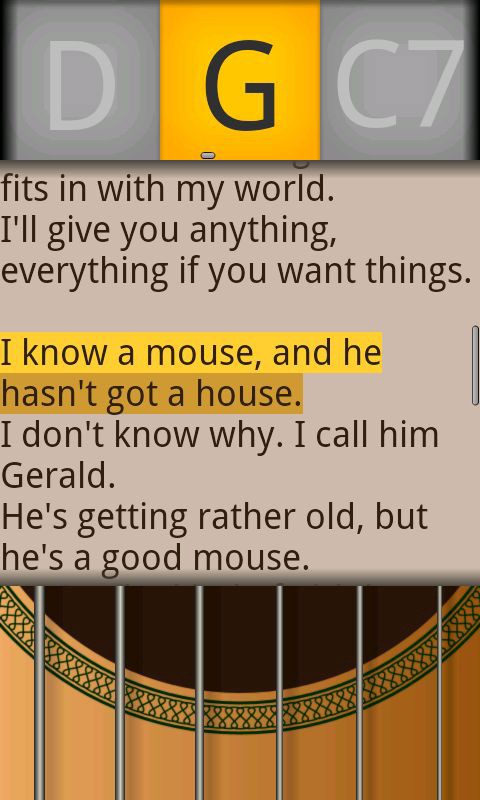 D G C7
fits in with my world.
I'll give you anything,
everything if you want things.
I know a mouse, and he
hasn't got a house.
I don't know why. I call him
Gerald.
He's getting rather old, but
he's a good mouse.